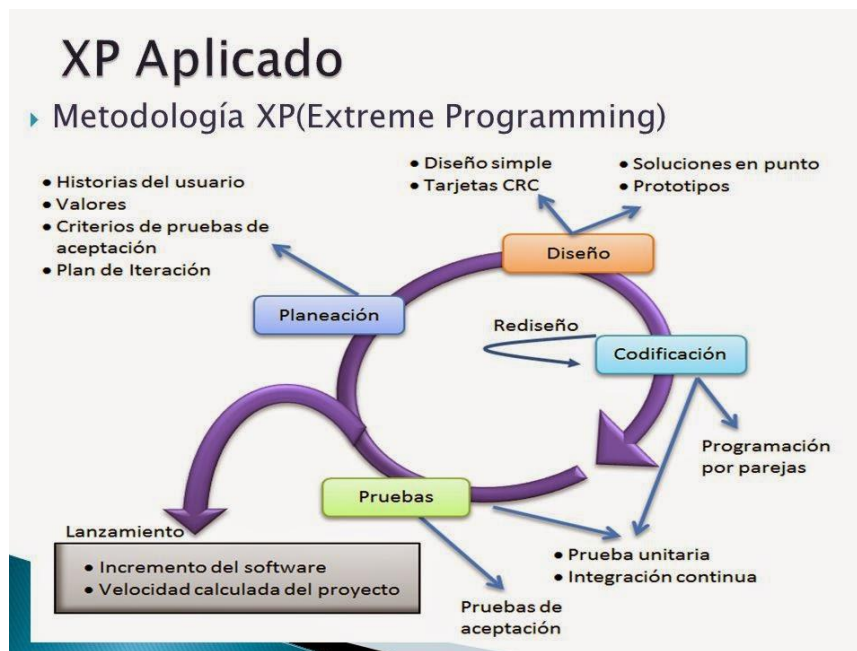 XP Aplicado
Metodología XP(Extreme Programming)
• Historias del usuario
• Valores
• Criterios de pruebas de
aceptación
• Plan de Iteración
• Diseño simple
• Tarjetas CRC
• Soluciones en punto
• Prototipos
Diseño
Planeación
Rediseño
Codificación
Programación
por parejas
Pruebas
Lanzamiento
• Incremento del software
• Velocidad calculada del proyecto
• Prueba unitaria
• Integración continua
Pruebas de
aceptación